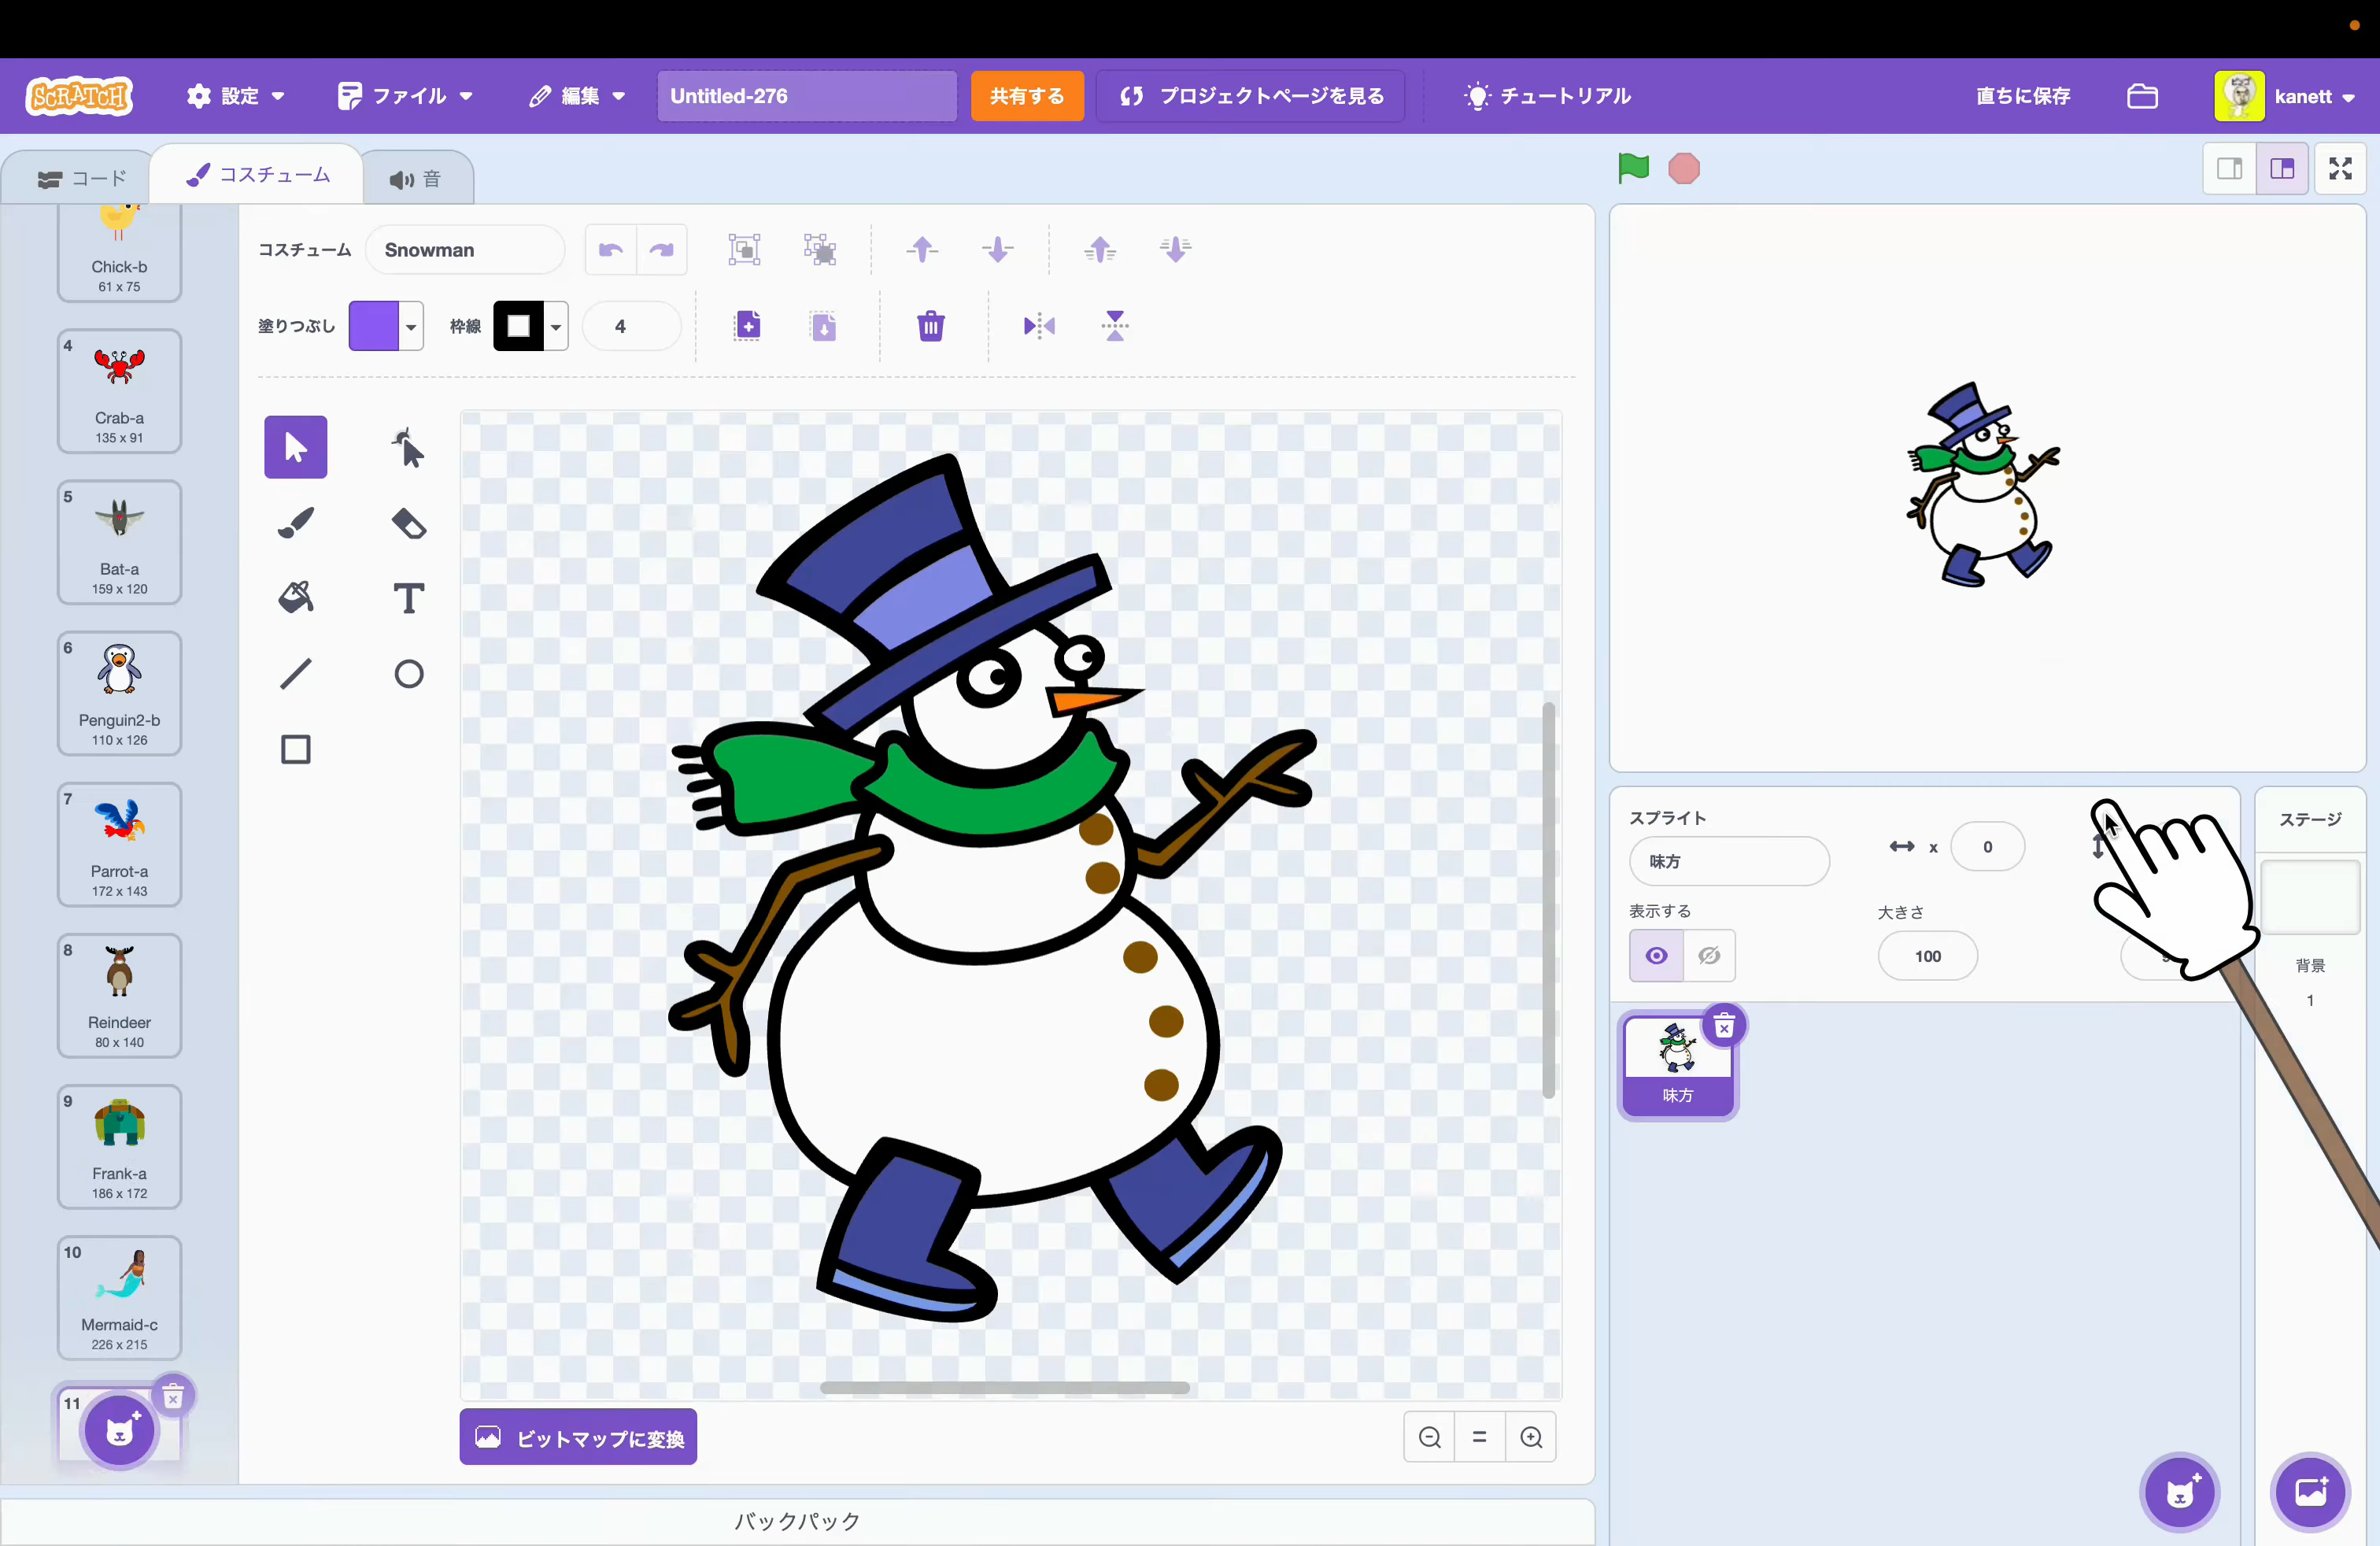 SCRATCH 設定 ファイル 編集 Untitled-276 共有する プロジェクトページを見る チュートリアル 直ちに保存 kanett
コード コスチューム 音
Chick-b
61 x 75
4
Crab-a
135 x 91
5
Bat-a
159 x 120
6
Penguin2-b
110 x 126
7
Parrot-a
172 x 143
8
Reindeer
80 x 140
9
Frank-a
186 x 172
10
Mermaid-c
226 x 215
11
コスチューム Snowman
塗りつぶし 枠線 4
ビットマップに変換
バックパック
スプライト
味方
x 0
表示する 大きさ
100
味方
ステージ
背景
1